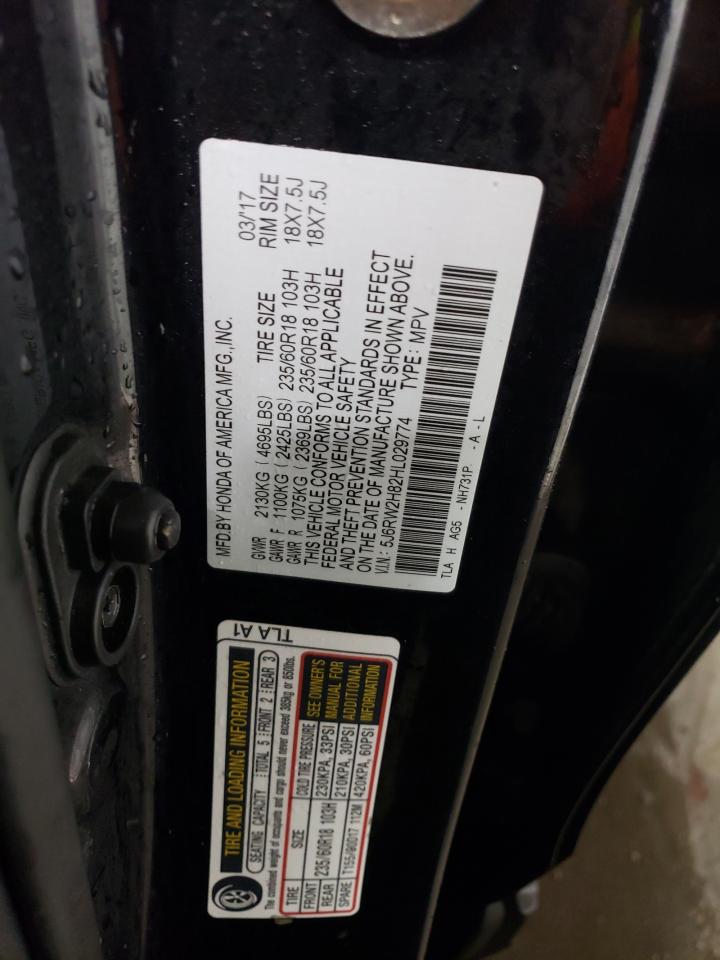 MFD.BY HONDA OF AMERICA MFG.,INC. 03/'17
GVWR 2130KG (4695LBS) TIRE SIZE RIM SIZE
GAWR F 1100KG (2425LBS) 235/60R18 103H 18X7.5J
GAWR R 1075KG (2369LBS) 235/60R18 103H 18X7.5J
THIS VEHICLE CONFORMS TO ALL APPLICABLE
FEDERAL MOTOR VEHICLE SAFETY
AND THEFT PREVENTION STANDARDS IN EFFECT
ON THE DATE OF MANUFACTURE SHOWN ABOVE.
V.I.N.: 5J6RW2H82HL029774 TYPE: MPV
TLA H AG5 -NH731P -A-L
TIRE AND LOADING INFORMATION TLA A1
SEATING CAPACITY TOTAL 5 FRONT 2 REAR 3
The combined weight of occupants and cargo should never exceed 385kg or 850lbs.
TIRE SIZE COLD TIRE PRESSURE
FRONT 235/60R18 103H 230KPA, 33PSI
REAR 210KPA, 30PSI
SPARE T155/90D17 112M 420KPA, 60PSI
SEE OWNER'S
MANUAL FOR
ADDITIONAL
INFORMATION